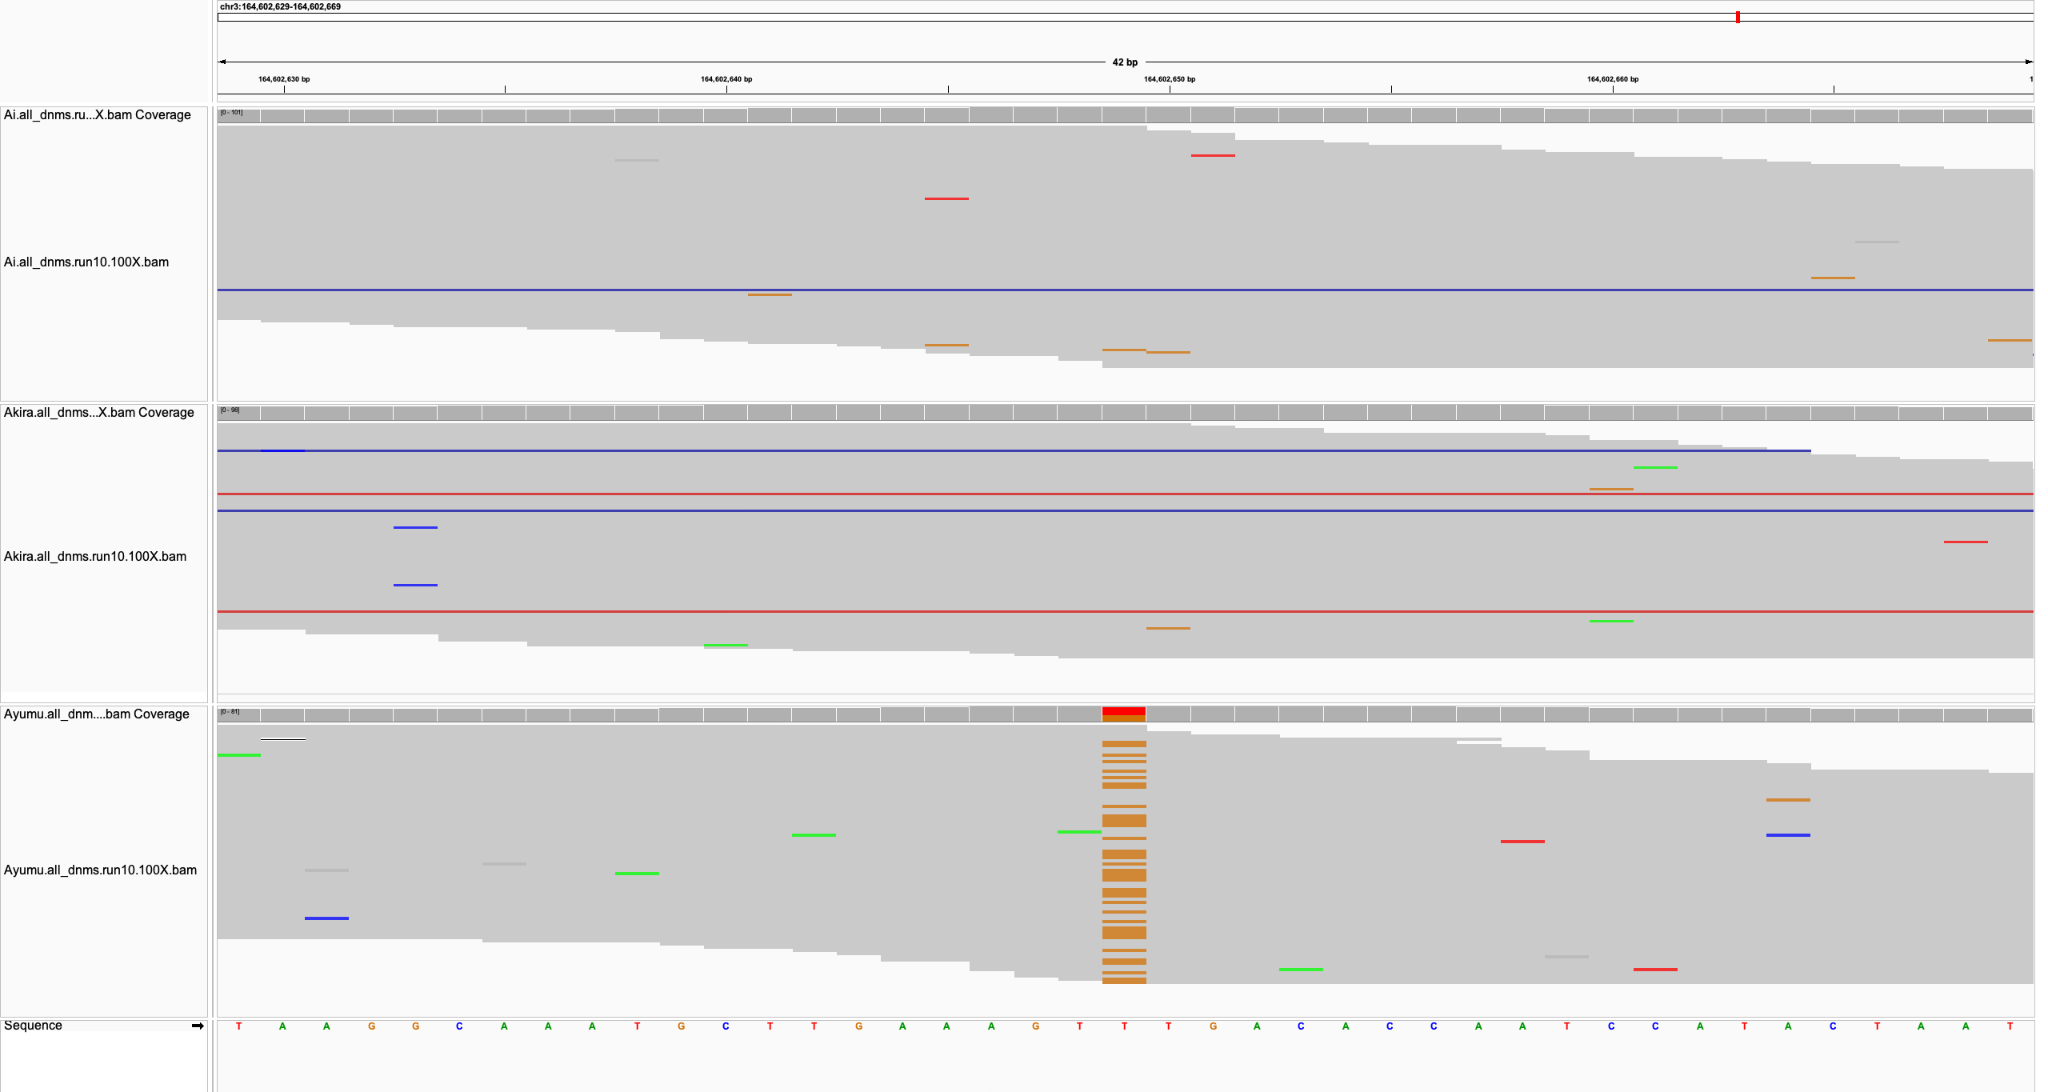 chr3:164,602,629-164,602,669
42 bp
164,602,630 bp 164,602,640 bp 164,602,650 bp 164,602,660 bp 1
Ai.all_dnms.ru...X.bam Coverage
[0 - 101]
Ai.all_dnms.run10.100X.bam
Akira.all_dnms...X.bam Coverage
[0 - 98]
Akira.all_dnms.run10.100X.bam
Ayumu.all_dnm....bam Coverage
[0 - 81]
Ayumu.all_dnms.run10.100X.bam
Sequence T A A G G C A A A T G C T T G A A A G T T T G A C A C C A A T C C A T A C T A A T